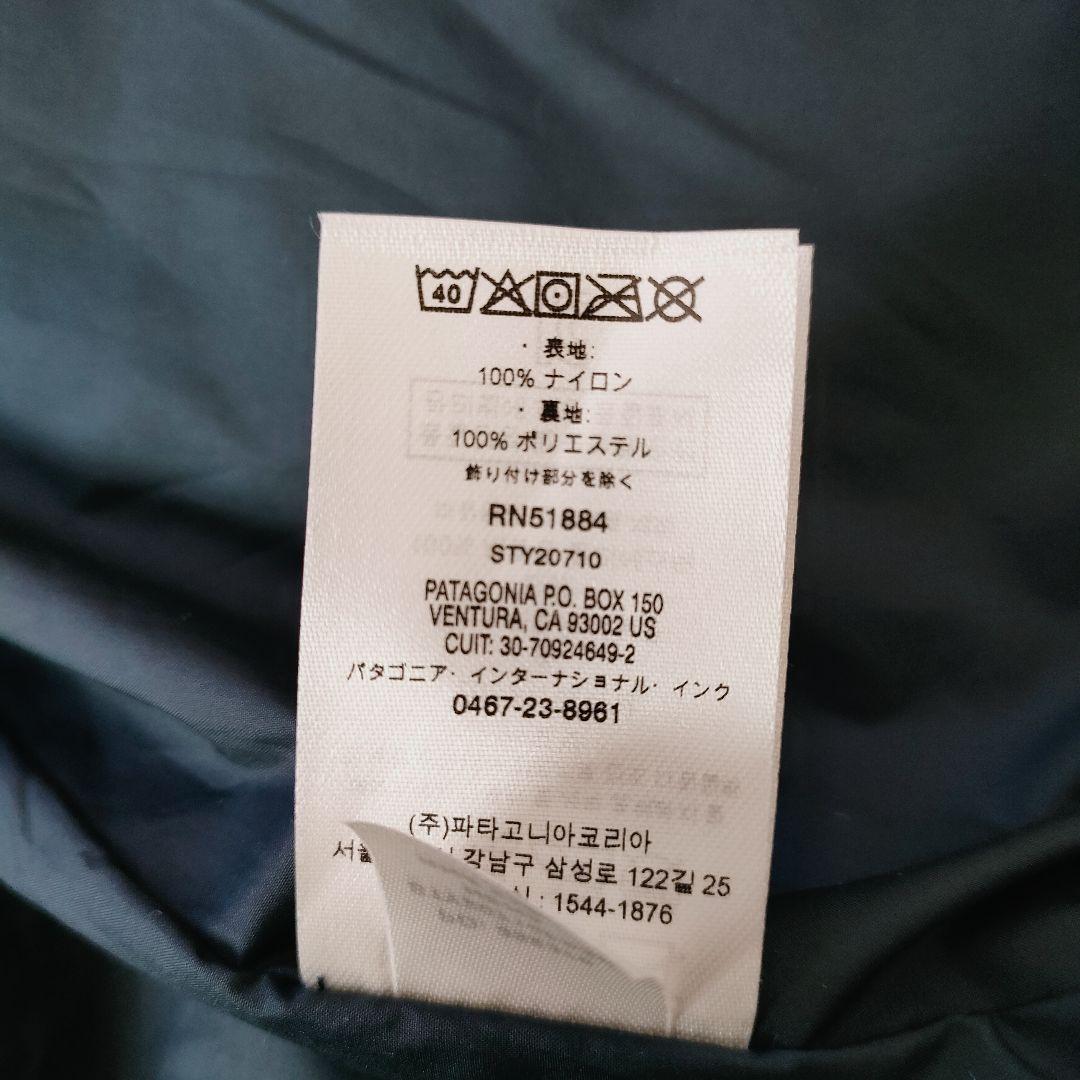 40
・ 表地:
100% ナイロン
・ 裏地:
100% ポリエステル
飾り付け部分を除く
RN51884
STY20710
PATAGONIA P.O. BOX 150
VENTURA, CA 93002 US
CUIT: 30-70924649-2
パタゴニア・インターナショナル・インク
0467-23-8961
(주)파타고니아코리아
강남구 삼성로 122길 25
: 1544-1876